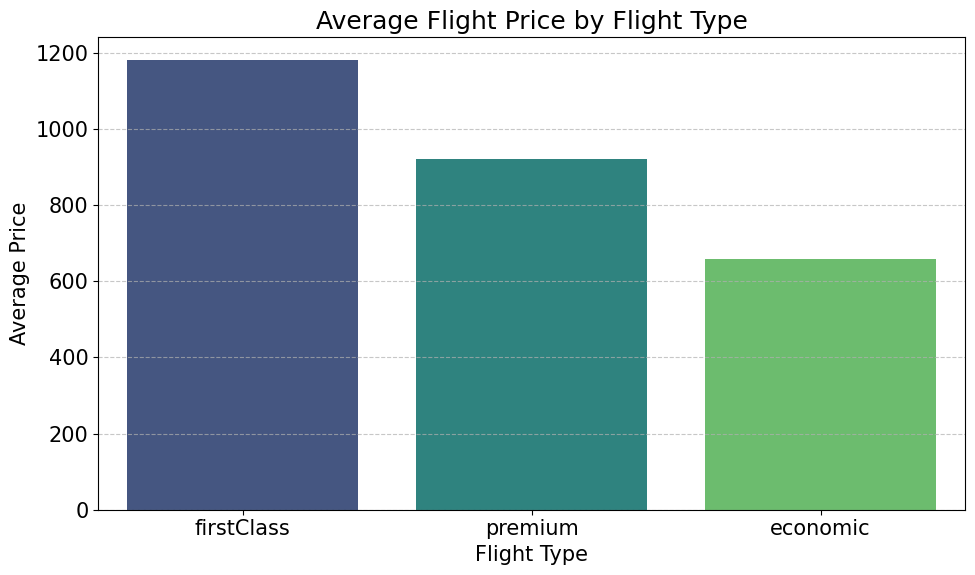 Average Flight Price by Flight Type
1200
1000
800
600
400
200
0
Average Price
firstClass
premium
economic
Flight Type